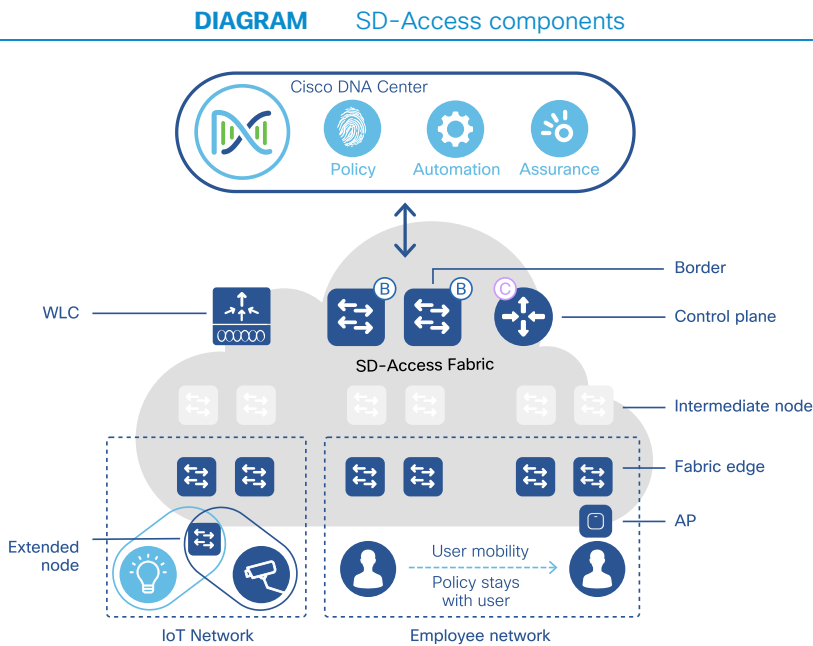 DIAGRAM SD-Access components
Cisco DNA Center
Policy
Automation
Assurance
B
B
C
Border
WLC
Control plane
SD-Access Fabric
Intermediate node
Fabric edge
AP
Extended
node
User mobility
Policy stays
with user
IoT Network
Employee network